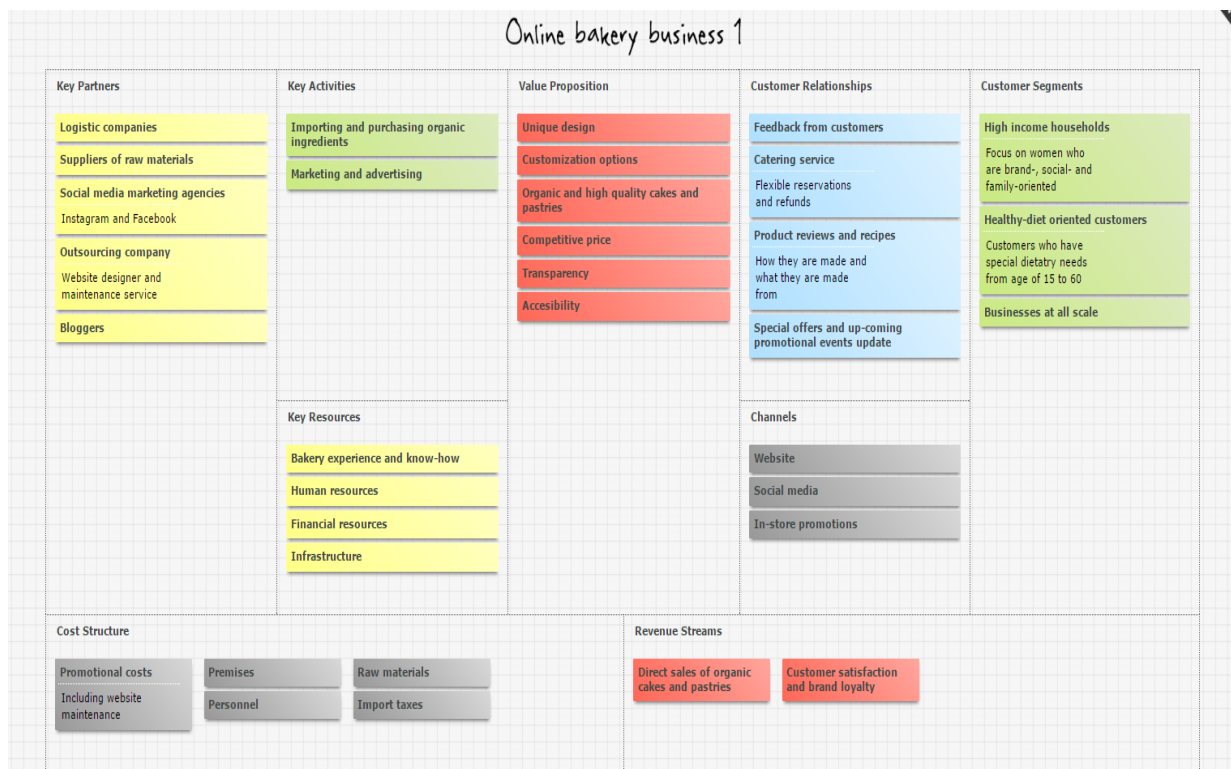 Online bakery business 1
Key Partners
Logistic companies
Suppliers of raw materials
Social media marketing agencies
Instagram and Facebook
Outsourcing company
Website designer and
maintenance service
Bloggers
Key Activities
Importing and purchasing organic
ingredients
Marketing and advertising
Key Resources
Bakery experience and know-how
Human resources
Financial resources
Infrastructure
Value Proposition
Unique design
Customization options
Organic and high quality cakes and
pastries
Competitive price
Transparency
Accesibility
Customer Relationships
Feedback from customers
Catering service
Flexible reservations
and refunds
Product reviews and recipes
How they are made and
what they are made
from
Special offers and up-coming
promotional events update
Channels
Website
Social media
In-store promotions
Customer Segments
High income households
Focus on women who
are brand-, social- and
family-oriented
Healthy-diet oriented customers
Customers who have
special dietatry needs
from age of 15 to 60
Businesses at all scale
Cost Structure
Promotional costs
Including website
maintenance
Premises
Personnel
Raw materials
Import taxes
Revenue Streams
Direct sales of organic
cakes and pastries
Customer satisfaction
and brand loyalty